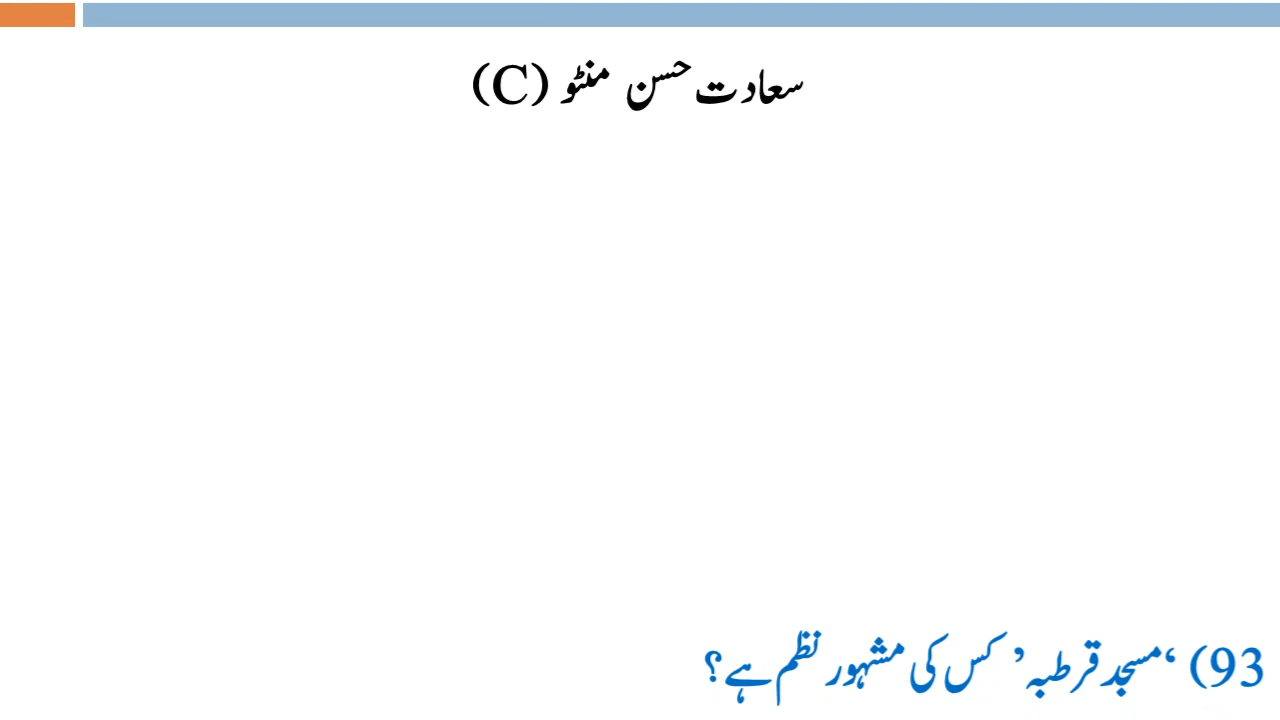 سعادت حسن منٹو (C)
93) ‘مسجد قرطبہ’ کس کی مشہور نظم ہے؟